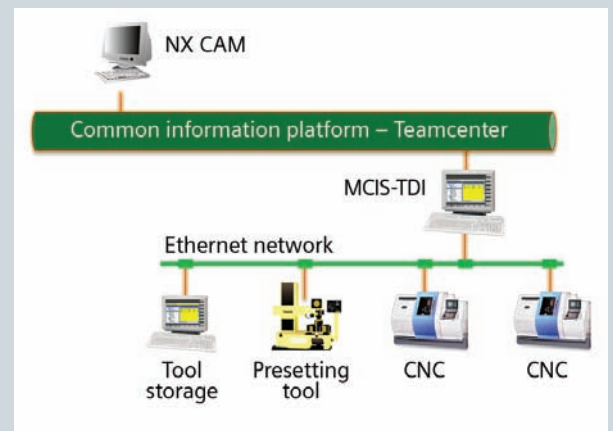 NX CAM
Common information platform – Teamcenter
MCIS-TDI
Ethernet network
Tool
storage
Presetting
tool
CNC
CNC